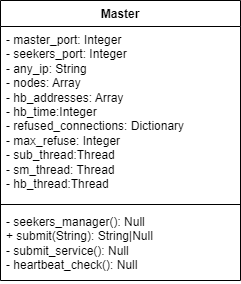 Master
- master_port: Integer
- seekers_port: Integer
- any_ip: String
- nodes: Array
- hb_addresses: Array
- hb_time:Integer
- refused_connections: Dictionary
- max_refuse: Integer
- sub_thread:Thread
- sm_thread: Thread
- hb_thread:Thread
- seekers_manager(): Null
+ submit(String): String|Null
- submit_service(): Null
- heartbeat_check(): Null